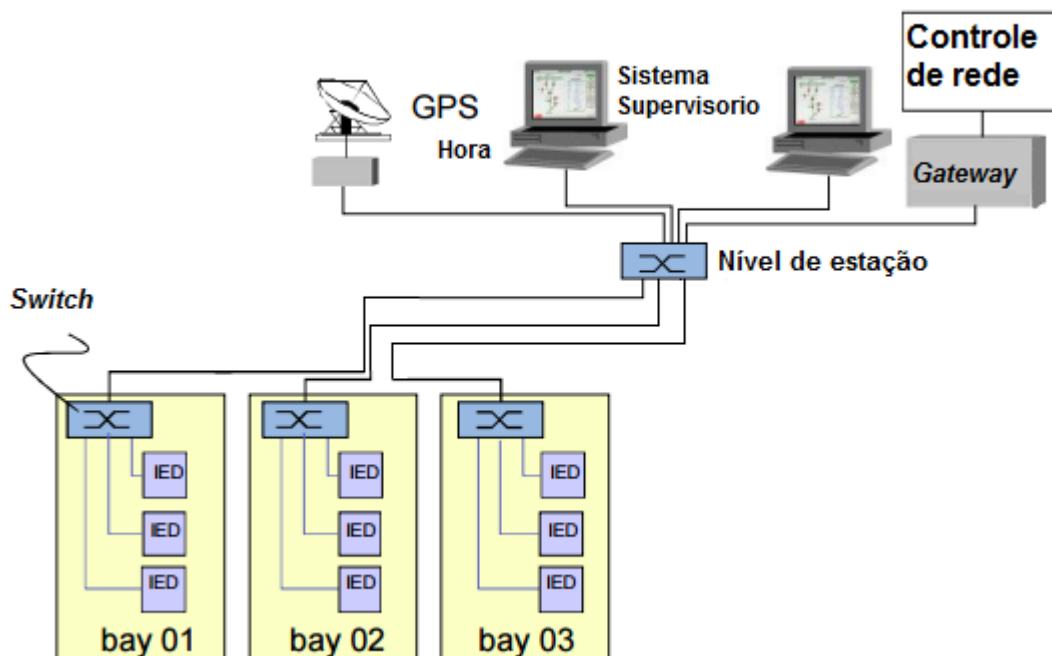 Controle
de rede
GPS
Hora
Sistema
Supervisorio
Gateway
Nível de estação
Switch
IED
IED
IED
bay 01
IED
IED
IED
bay 02
IED
IED
IED
bay 03